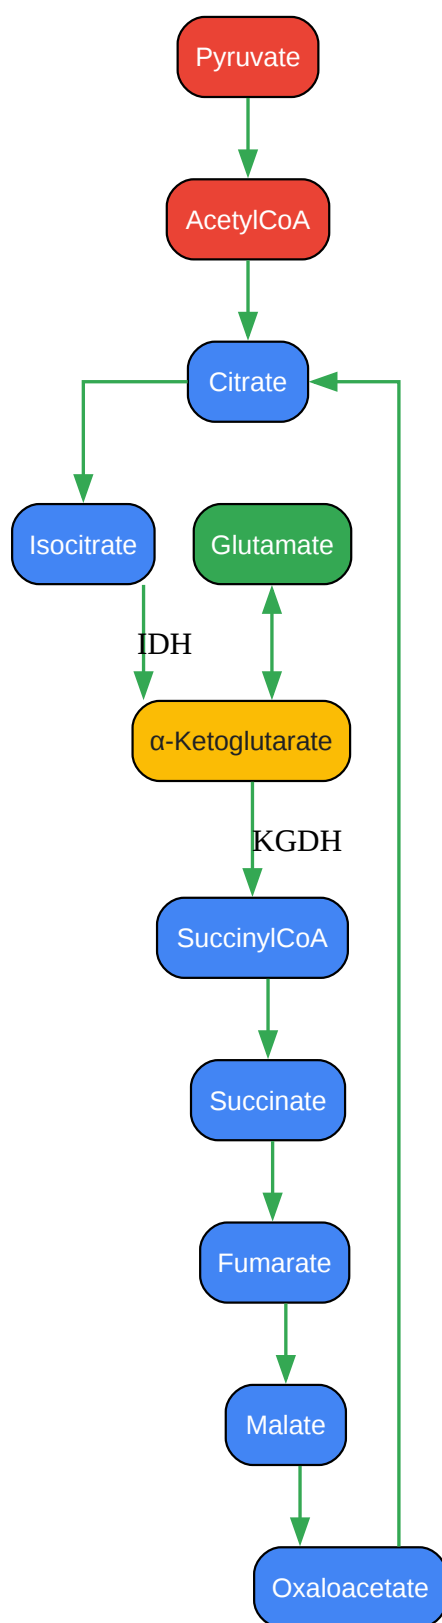 Pyruvate
AcetylCoA
Citrate
Isocitrate
Glutamate
IDH
α-Ketoglutarate
KGDH
SuccinylCoA
Succinate
Fumarate
Malate
Oxaloacetate